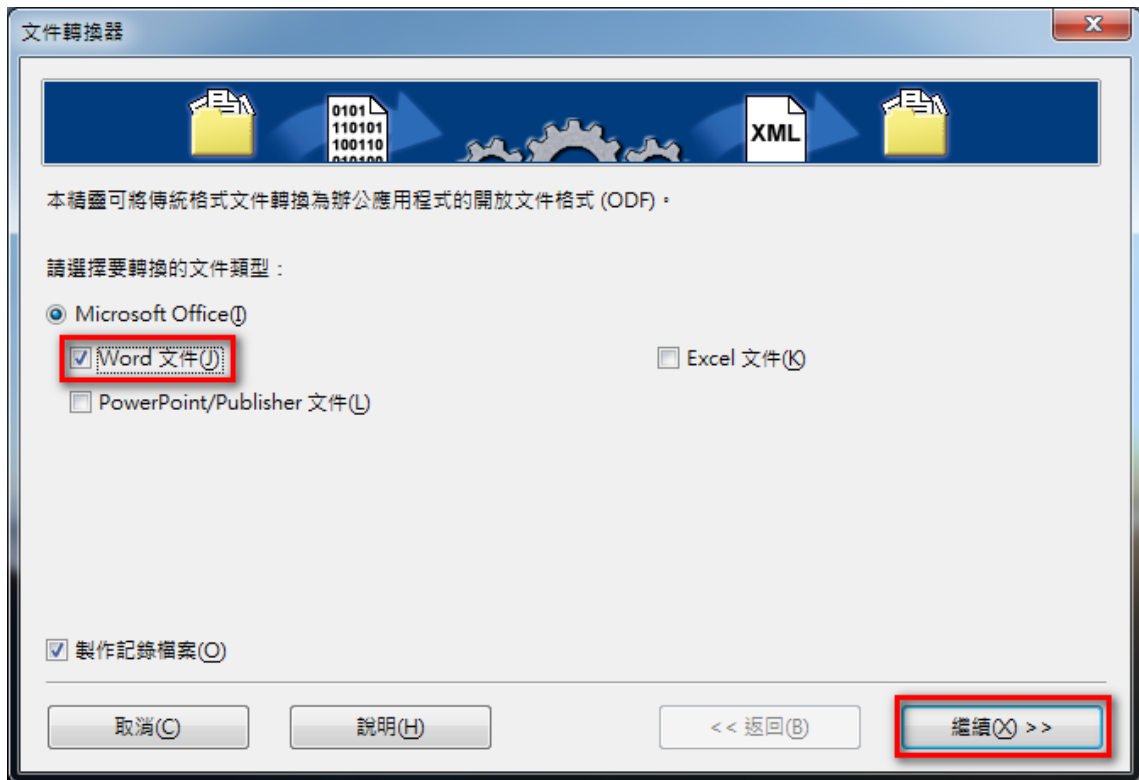 文件轉換器
0101
110101
100110
010100
XML
本精靈可將傳統格式文件轉換為辦公應用程式的開放文件格式 (ODF)。
請選擇要轉換的文件類型：
Microsoft Office(I)
Word 文件(J)
Excel 文件(K)
PowerPoint/Publisher 文件(L)
製作記錄檔案(O)
取消(C)
說明(H)
<< 返回(B)
繼續(X) >>